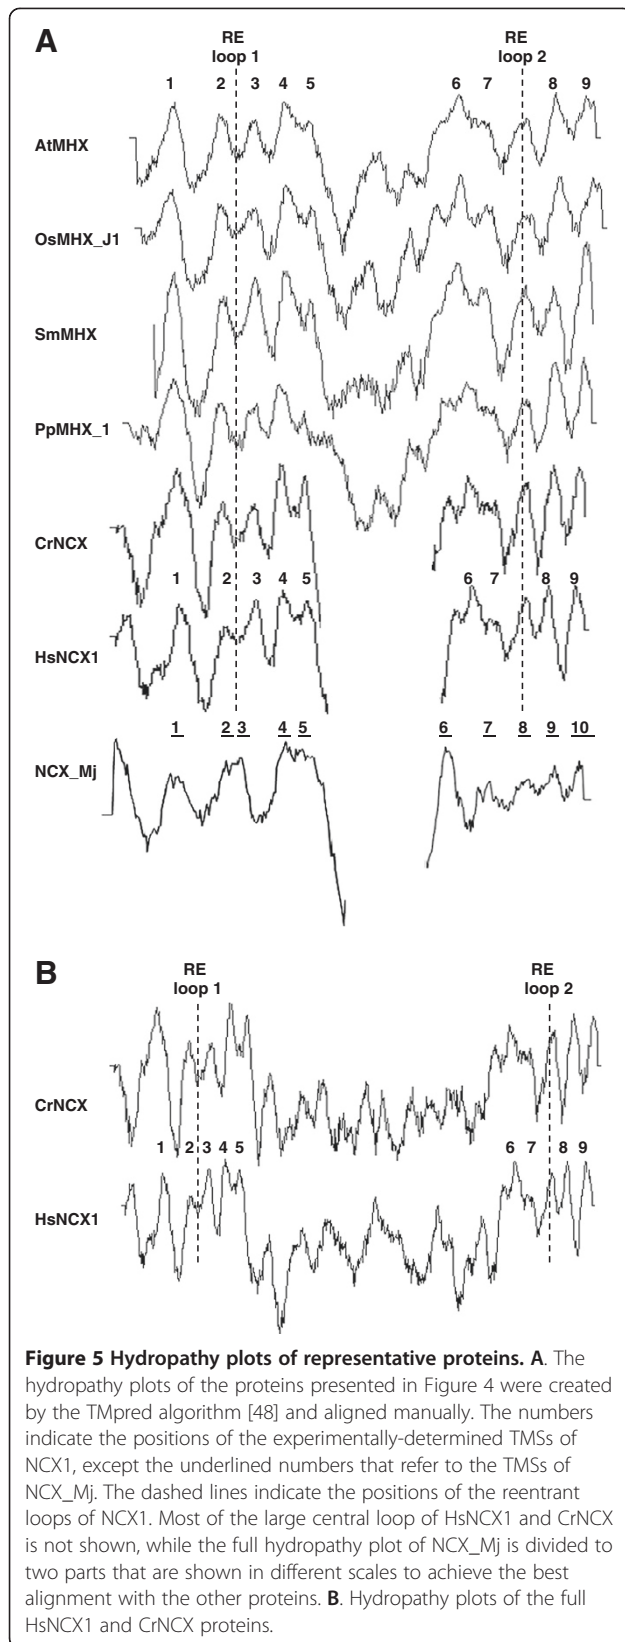 A
RE
loop 1
RE
loop 2
1 2 3 4 5 6 7 8 9
AtMHX
OsMHX_J1
SmMHX
PpMHX_1
CrNCX
1 2 3 4 5 6 7 8 9
HsNCX1
1 2 3 4 5 6 7 8 9 10
NCX_Mj
B
RE
loop 1
RE
loop 2
CrNCX
1 2 3 4 5 6 7 8 9
HsNCX1
Figure 5 Hydropathy plots of representative proteins. A. The
hydropathy plots of the proteins presented in Figure 4 were created
by the TMpred algorithm [48] and aligned manually. The numbers
indicate the positions of the experimentally-determined TMSs of
NCX1, except the underlined numbers that refer to the TMSs of
NCX_Mj. The dashed lines indicate the positions of the reentrant
loops of NCX1. Most of the large central loop of HsNCX1 and CrNCX
is not shown, while the full hydropathy plot of NCX_Mj is divided to
two parts that are shown in different scales to achieve the best
alignment with the other proteins. B. Hydropathy plots of the full
HsNCX1 and CrNCX proteins.